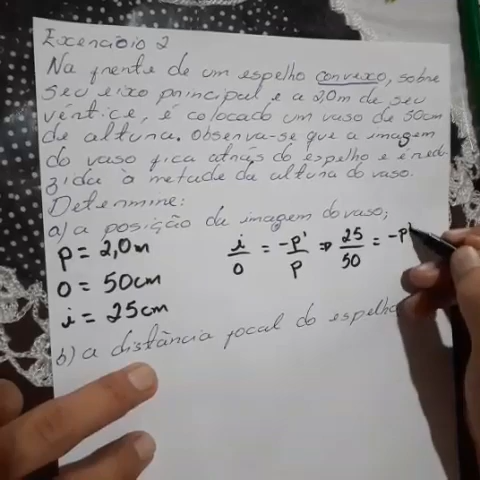 Exercício 2
Na frente de um espelho convexo, sobre
seu eixo principal e a 2,0m de seu
vértice, é colocado um vaso de 50cm
de altura. Observa-se que a imagem
do vaso fica atrás do espelho e é redu
zida à metade da altura do vaso.
Determine:
a) a posição da imagem do vaso;
p = 2,0m
o = 50cm
i = 25cm
i/o = -p'/p ⇒ 25/50 = -p'
b) a distância focal do espelho